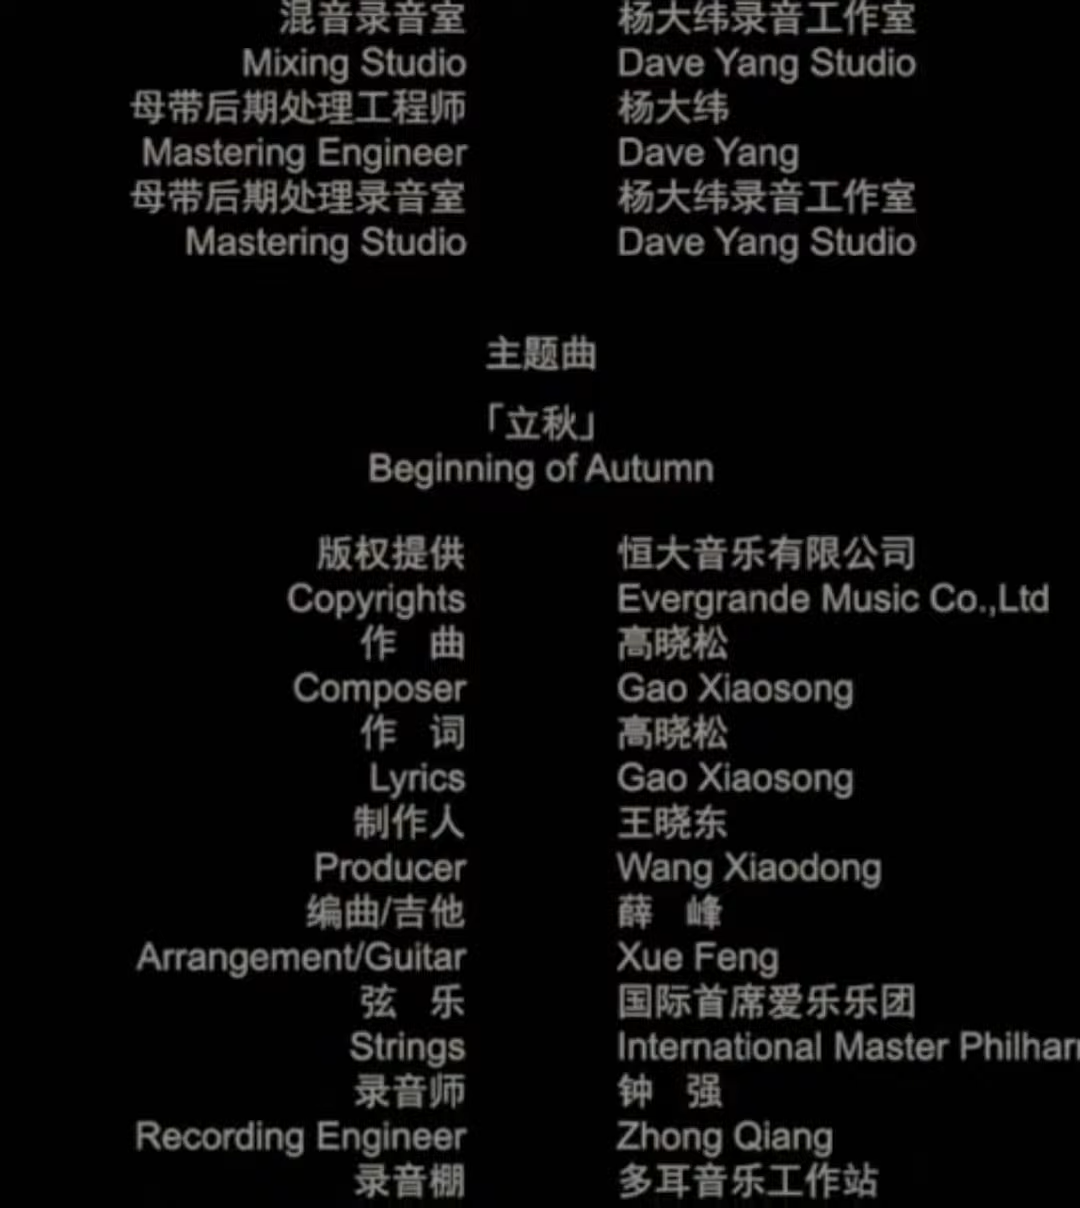 混音录音室 杨大纬录音工作室
Mixing Studio Dave Yang Studio
母带后期处理工程师 杨大纬
Mastering Engineer Dave Yang
母带后期处理录音室 杨大纬录音工作室
Mastering Studio Dave Yang Studio
主题曲
「立秋」
Beginning of Autumn
版权提供 恒大音乐有限公司
Copyrights Evergrande Music Co.,Ltd
作 曲 高晓松
Composer Gao Xiaosong
作 词 高晓松
Lyrics Gao Xiaosong
制作人 王晓东
Producer Wang Xiaodong
编曲/吉他 薛 峰
Arrangement/Guitar Xue Feng
弦 乐 国际首席爱乐乐团
Strings International Master Philhar
录音师 钟 强
Recording Engineer Zhong Qiang
录音棚 多耳音乐工作站